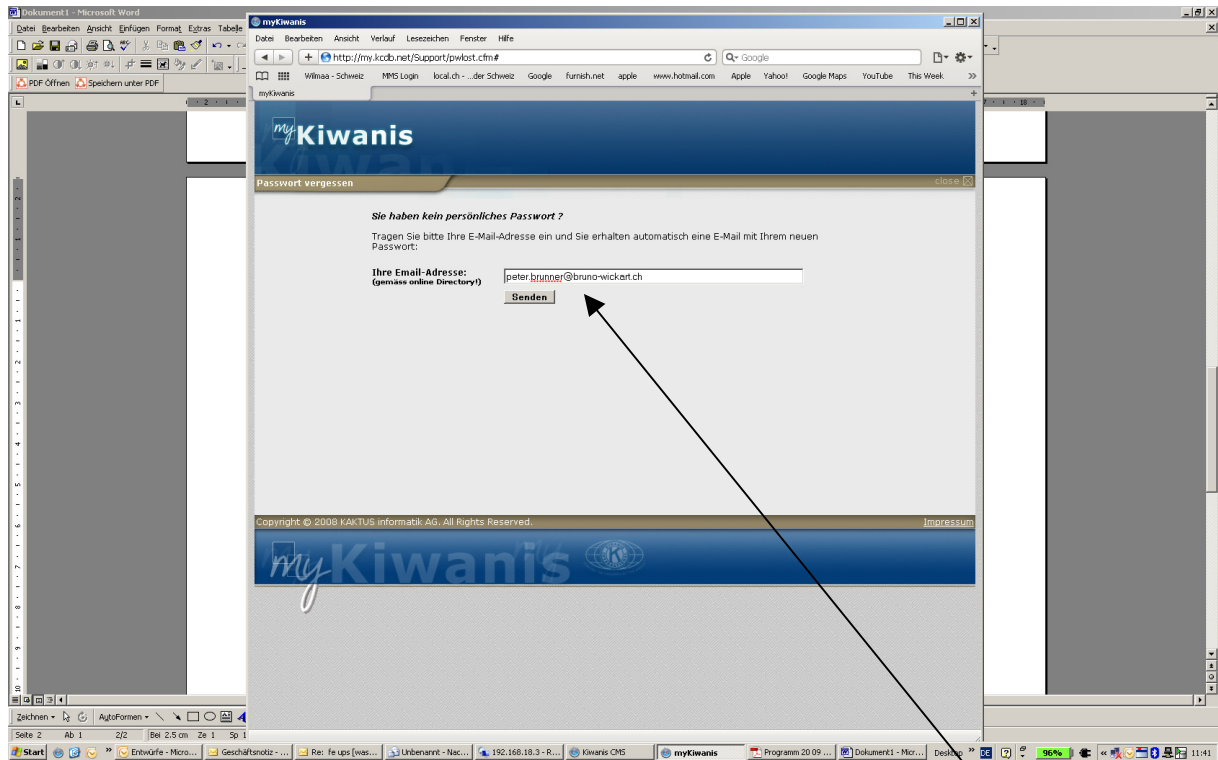 Dokument1 - Microsoft Word
Datei Bearbeiten Ansicht Einfügen Format Extras Tabelle
PDF Öffnen Speichern unter PDF
myKiwanis
Datei Bearbeiten Ansicht Verlauf Lesezeichen Fenster Hilfe
http://my.kcdb.net/Support/pwlost.cfm#
Google
Wilmaa - Schweiz MMS Login local.ch - ...der Schweiz Google furnish.net apple www.hotmail.com Apple Yahoo! Google Maps YouTube This Week
myKiwanis
my Kiwanis
Passwort vergessen close
Sie haben kein persönliches Passwort ?
Tragen Sie bitte Ihre E-Mail-Adresse ein und Sie erhalten automatisch eine E-Mail mit Ihrem neuen
Passwort:
Ihre Email-Adresse:
(gemäss online Directory!)
peter.brunner@bruno-wickart.ch
Senden
Copyright © 2008 KAKTUS informatik AG. All Rights Reserved. Impressum
my Kiwanis
Zeichnen AutoFormen
Seite 2 Ab 1 2/2 Bei 2.5 cm Ze 1 Sp 1
Start Entwürfe - Micro... Geschäftsnotiz - ... Re: fe ups [was... Unbenannt - Nac... 192.168.18.3 - R... Kiwanis CMS myKiwanis Programm 20 09 ... Dokument1 - Micr... Desktop DE 96% 11:41